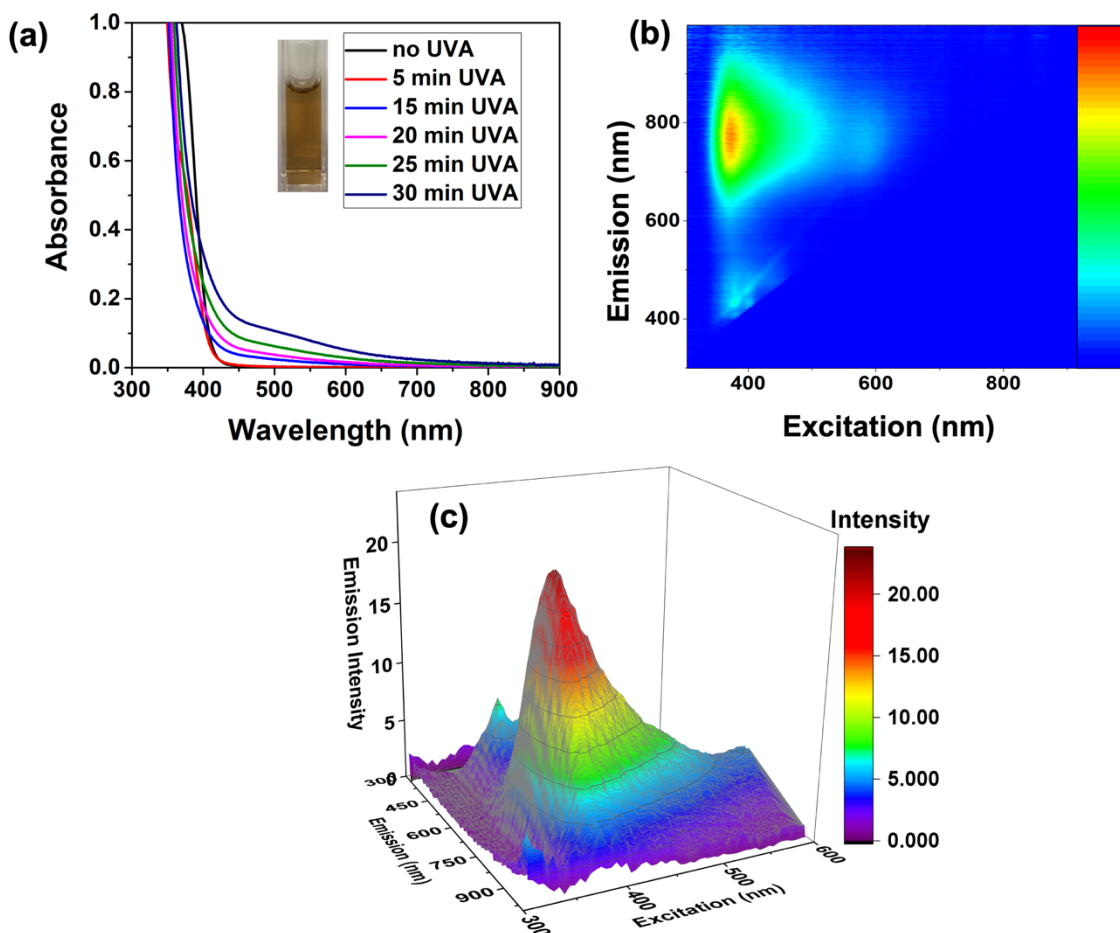 (a)
1.0
0.8
0.6
0.4
0.2
0.0
Absorbance
300 400 500 600 700 800 900
Wavelength (nm)
no UVA
5 min UVA
15 min UVA
20 min UVA
25 min UVA
30 min UVA
(b)
800
600
400
Emission (nm)
400 600 800
Excitation (nm)
(c)
20
15
10
5
0
Emission Intensity
300
450
600
750
900
Emission (nm)
300
400
500
600
Excitation (nm)
Intensity
20.00
15.00
10.00
5.000
0.000